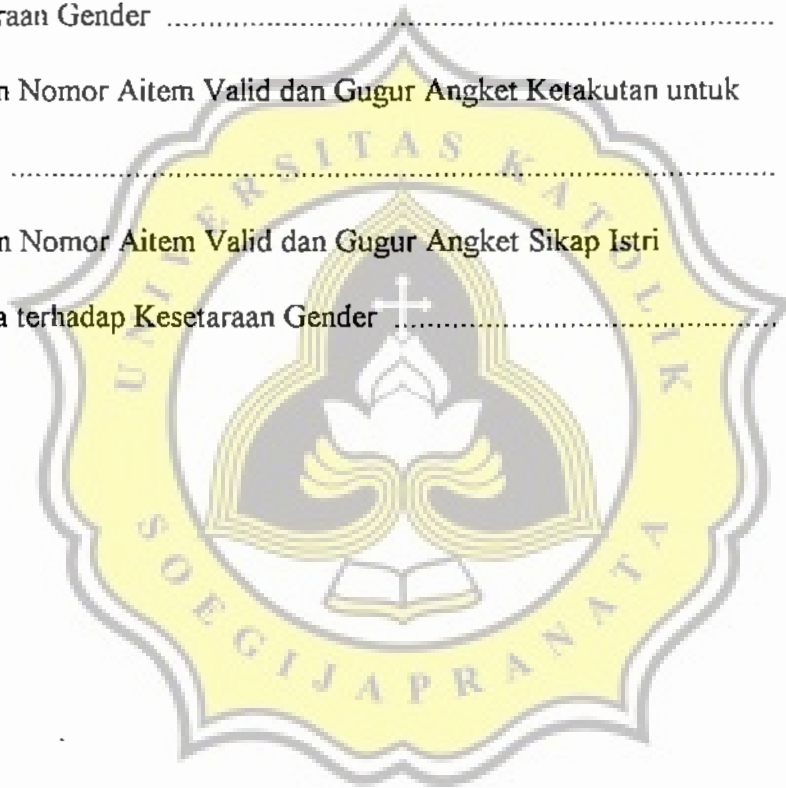 raan Gender ................................................................
n Nomor Aitem Valid dan Gugur Angket Ketakutan untuk
................................................................
n Nomor Aitem Valid dan Gugur Angket Sikap Istri
a terhadap Kesetaraan Gender ................................................
UNIVERSITAS KATOLIK
SOEGIJAPRANATA